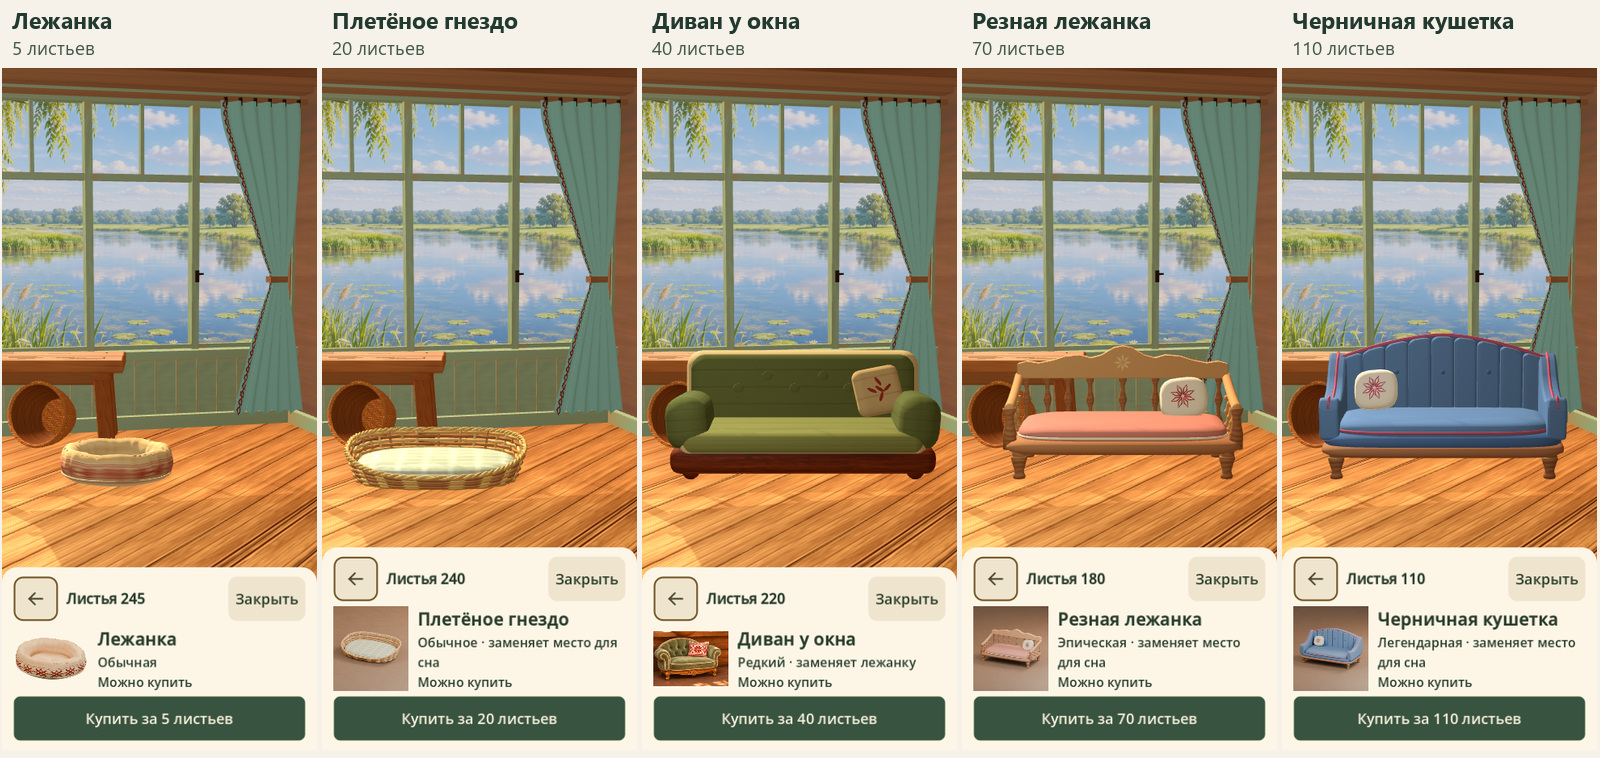 Лежанка
5 листьев
Плетёное гнездо
20 листьев
Диван у окна
40 листьев
Резная лежанка
70 листьев
Черничная кушетка
110 листьев
Листья 245
Закрыть
Лежанка
Обычная
Можно купить
Купить за 5 листьев
Листья 240
Закрыть
Плетёное гнездо
Обычное · заменяет место для
сна
Можно купить
Купить за 20 листьев
Листья 220
Закрыть
Диван у окна
Редкий · заменяет лежанку
Можно купить
Купить за 40 листьев
Листья 180
Закрыть
Резная лежанка
Эпическая · заменяет место
для сна
Можно купить
Купить за 70 листьев
Листья 110
Закрыть
Черничная кушетка
Легендарная · заменяет место
для сна
Можно купить
Купить за 110 листьев